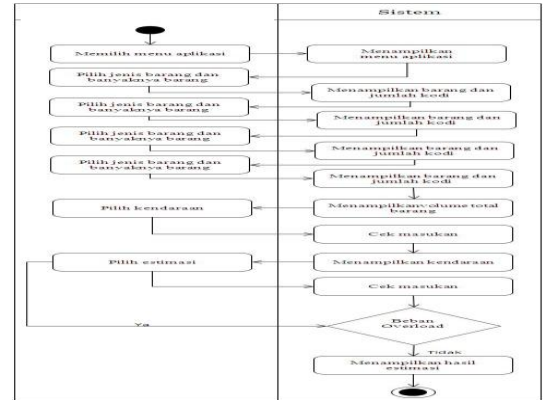 Sistem
Memilih menu aplikasi
Menampilkan
menu aplikasi
Pilih jenis barang dan
banyaknya barang
Menampilkan barang dan
jumlah kodi
Pilih jenis barang dan
banyaknya barang
Menampilkan barang dan
jumlah kodi
Pilih jenis barang dan
banyaknya barang
Menampilkan barang dan
jumlah kodi
Pilih jenis barang dan
banyaknya barang
Menampilkan barang dan
jumlah kodi
Pilih kendaraan
Menampilkanvolume total
barang
Cek masukan
Pilih estimasi
Menampilkan kendaraan
Cek masukan
Beban
Overload
Ya
Tidak
Menampilkan hasil
estimasi